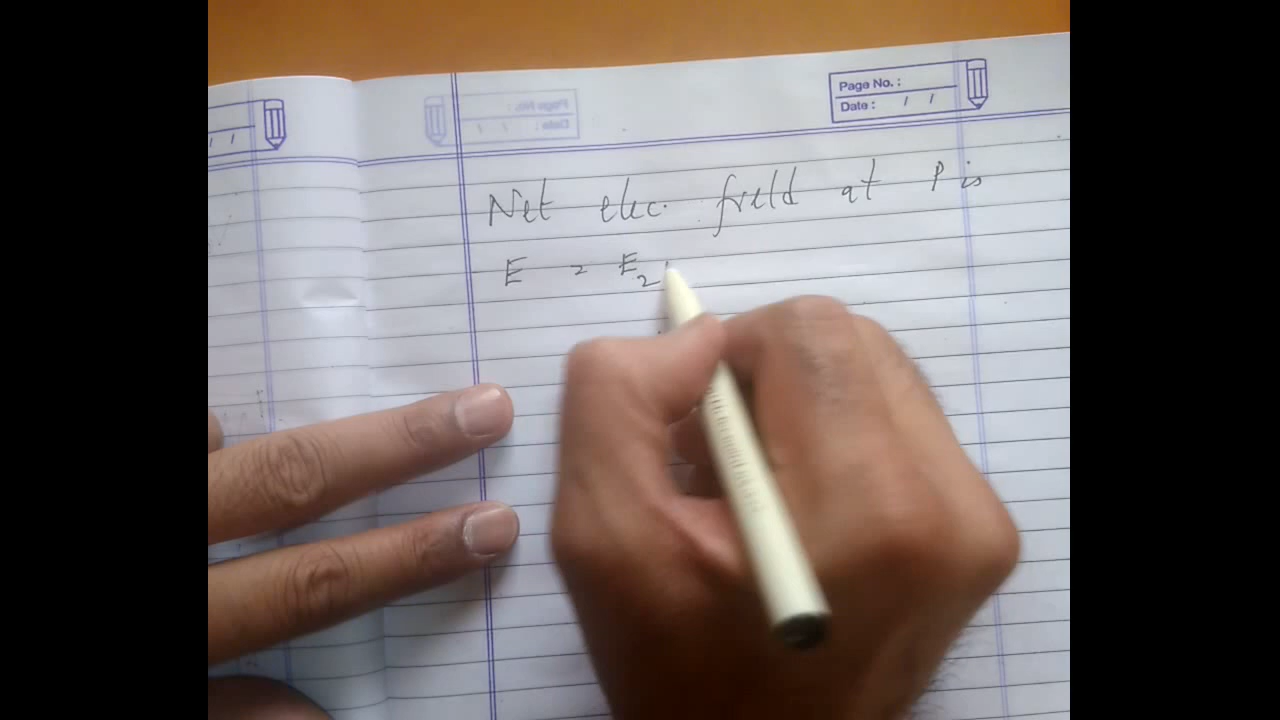 Page No. :
Date : / /
Net elec. field at P is
E = E2